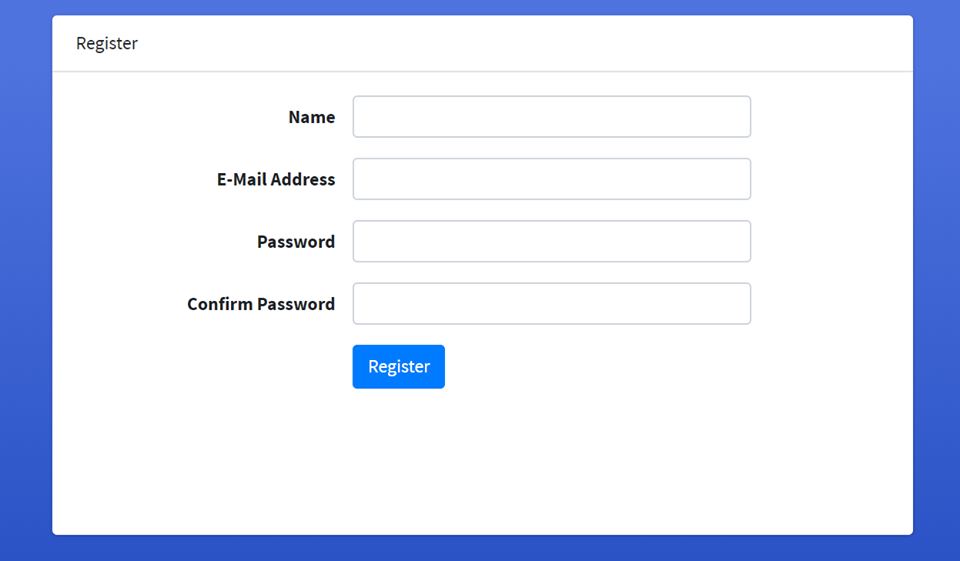 Register
Name
E-Mail Address
Password
Confirm Password
Register